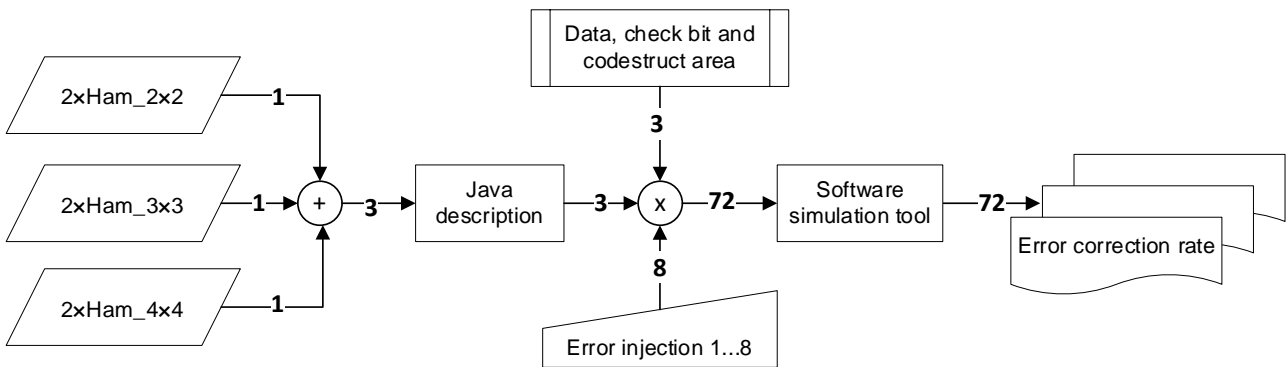 Data, check bit and
codestruct area
2×Ham_2×2
1
3
2×Ham_3×3
1
+
3
Java
description
3
x
72
Software
simulation tool
72
Error correction rate
8
2×Ham_4×4
1
Error injection 1...8